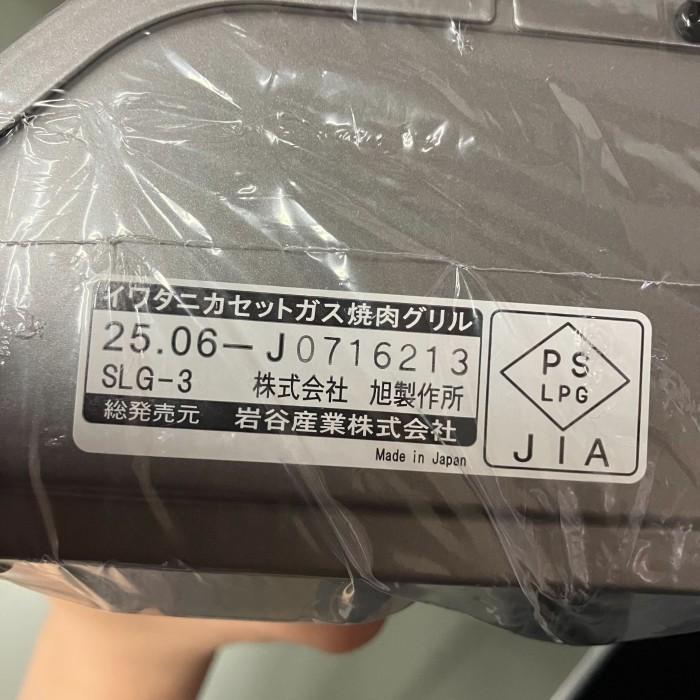 イワタニカセットガス焼肉グリル
25.06-J0716213
SLG-3 株式会社 旭製作所
総発売元 岩谷産業株式会社
Made in Japan
PS
LPG
JIA